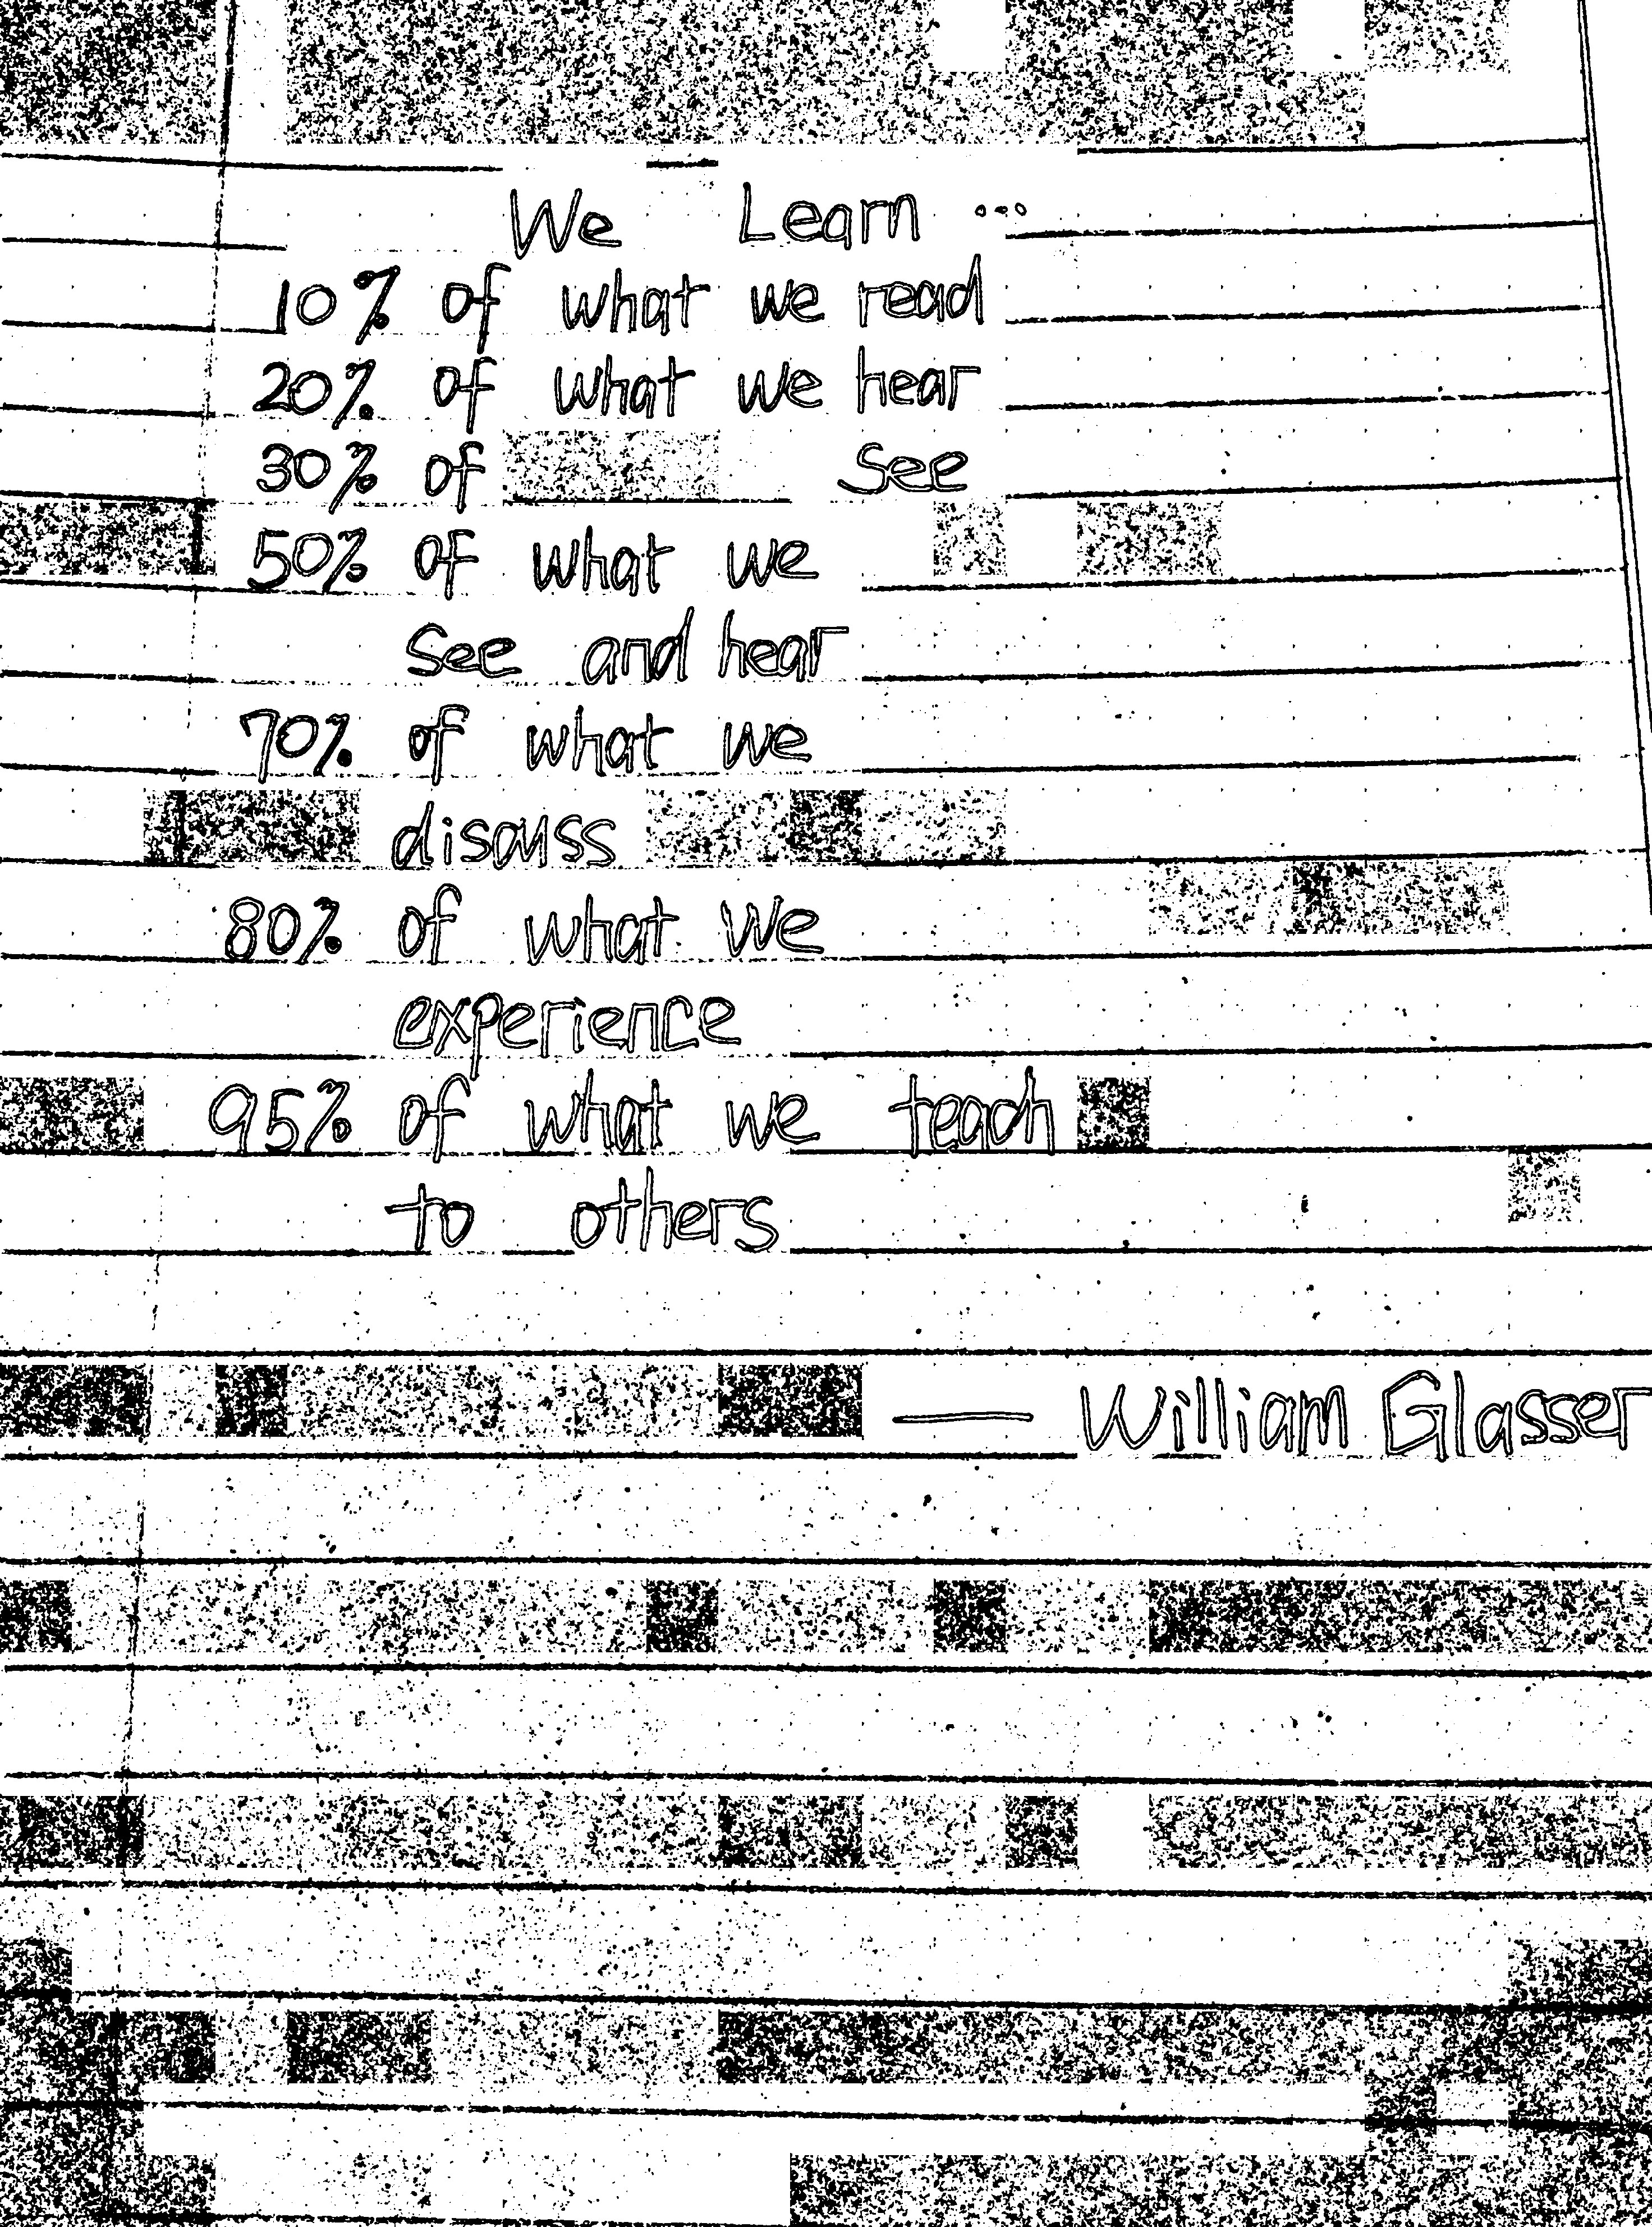 We Learn ...
10% of what we read
20% of what we hear
30% of see
50% of what we
see and hear
70% of what we
discuss
80% of what we
experience
95% of what we teach
to others
— William Glasser